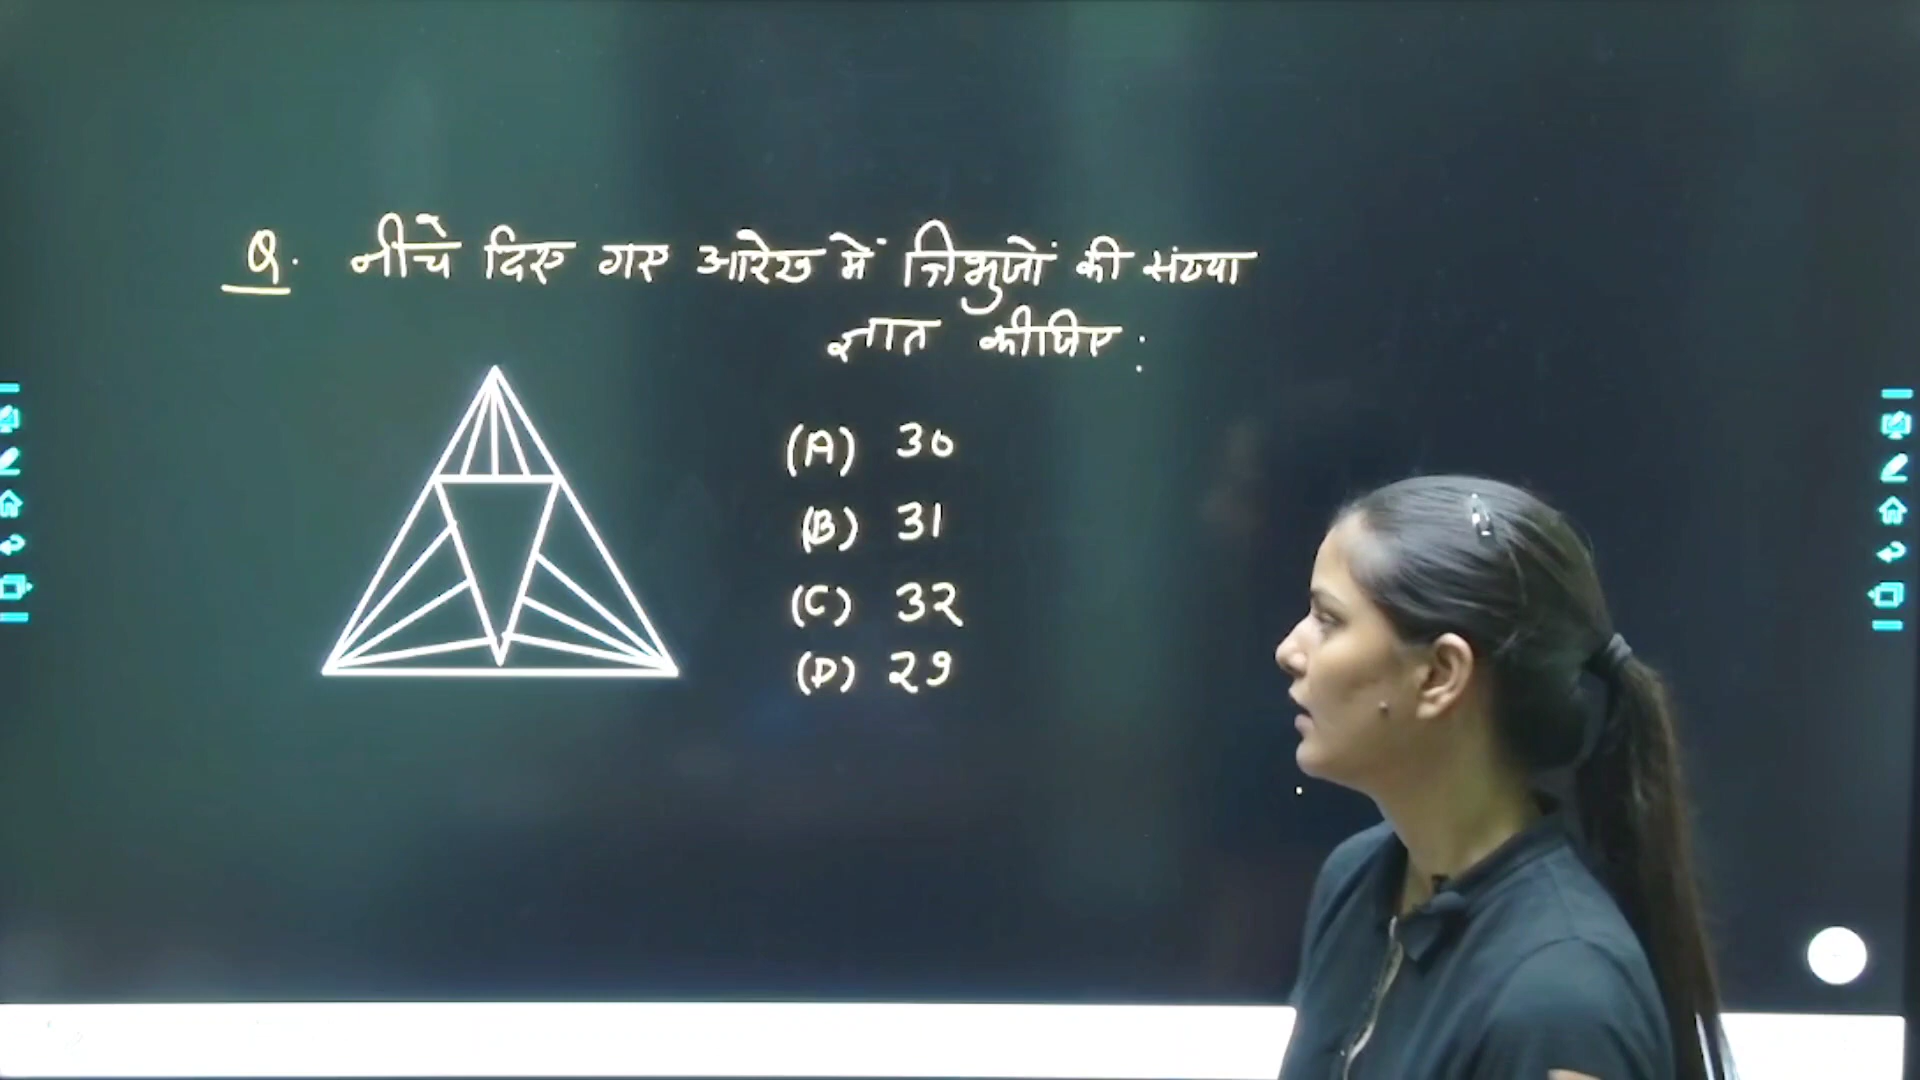 Q. नीचे दिए गए आरेख में त्रिभुजों की संख्या
ज्ञात कीजिए :
(A) 30
(B) 31
(C) 32
(D) 29